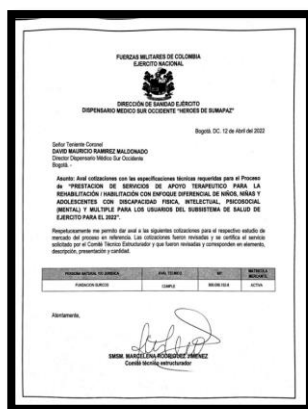 FUERZAS MILITARES DE COLOMBIA
EJERCITO NACIONAL
DIRECCIÓN DE SANIDAD EJÉRCITO
DISPENSARIO MEDICO SUR OCCIDENTE "HEROES DE SUMAPAZ"
Bogotá, DC. 12 de Abril del 2022
Señor Teniente Coronel
DAVID MAURICIO RAMIREZ MALDONADO
Director Dispensario Médico Sur Occidente
Bogotá. -
Asunto: Aval cotizaciones con las especificaciones técnicas requeridas para el Proceso
de "PRESTACION DE SERVICIOS DE APOYO TERAPEUTICO PARA LA
REHABILITACIÓN / HABILITACIÓN CON ENFOQUE DIFERENCIAL DE NIÑOS, NIÑAS Y
ADOLESCENTES CON DISCAPACIDAD FISICA, INTELECTUAL, PSICOSOCIAL
(MENTAL) Y MULTIPLE PARA LOS USUARIOS DEL SUBSISTEMA DE SALUD DE
EJERCITO PARA EL 2022".
Respetuosamente me permito dar aval a las siguientes cotizaciones para el respectivo estudio de
mercado del proceso en referencia. Las cotizaciones fueron revisadas y se certifica el servicio
solicitado por el Comité Técnico Estructurador y que fueron revisadas y corresponden en elemento,
descripción, presentación y cantidad.
PERSONA NATURAL Y/O JURIDICA AVAL TECNICO NIT MATRICULA MERCANTIL
FUNDACION CUMPLE ACTIVA
Atentamente,
SMSM. MARCELENA RODRIGUEZ JIMENEZ
Comité técnico estructurador